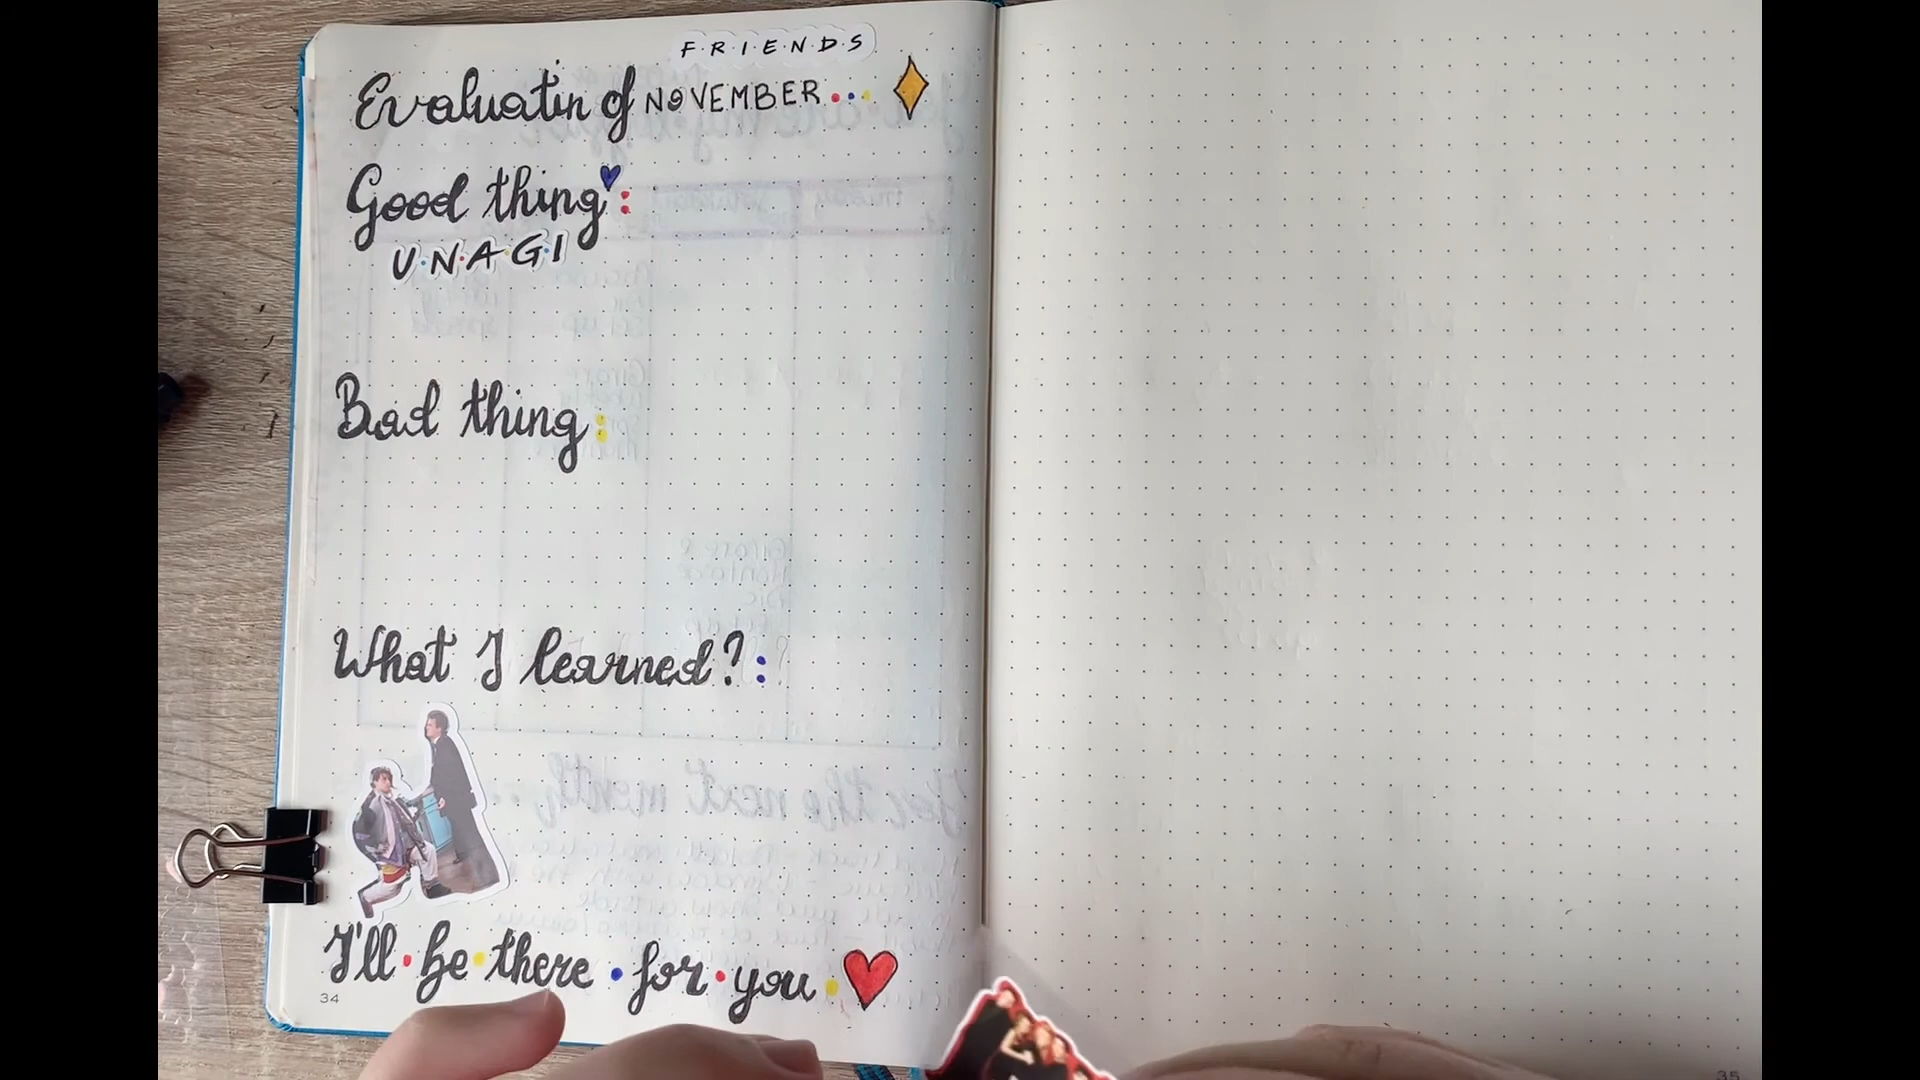 F·R·I·E·N·D·S
Evaluatin of NOVEMBER...
Good thing:
U·N·A·G·I
Bad thing:
What I learned?:
I'll·be·there·for·you·
34
35